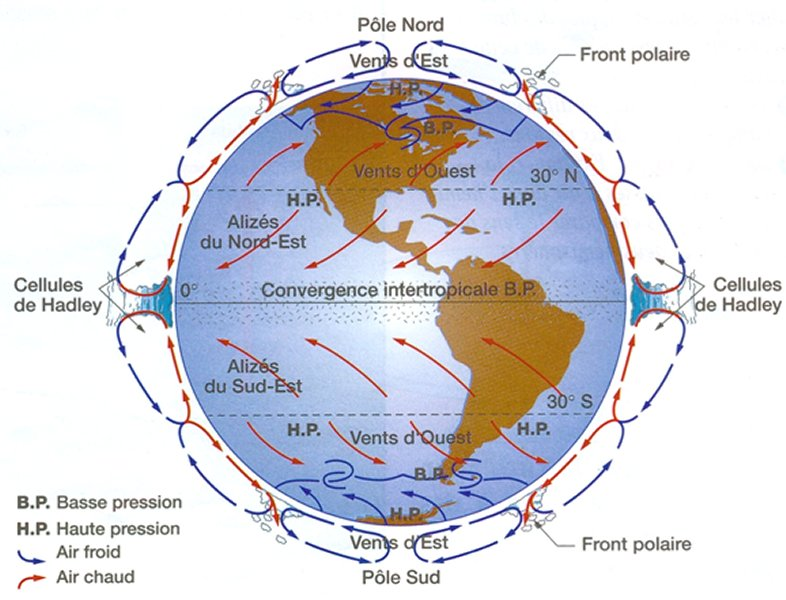 Pôle Nord
Vents d'Est
Front polaire
H.P.
B.P.
Vents d'Ouest
30° N
H.P.
H.P.
Alizés
du Nord-Est
Cellules
de Hadley
0°
Convergence intertropicale B.P.
Cellules
de Hadley
Alizés
du Sud-Est
30° S
H.P.
Vents d'Ouest
H.P.
B.P.
B.P. Basse pression
H.P. Haute pression
Air froid
Air chaud
H.P.
Vents d'Est
Front polaire
Pôle Sud